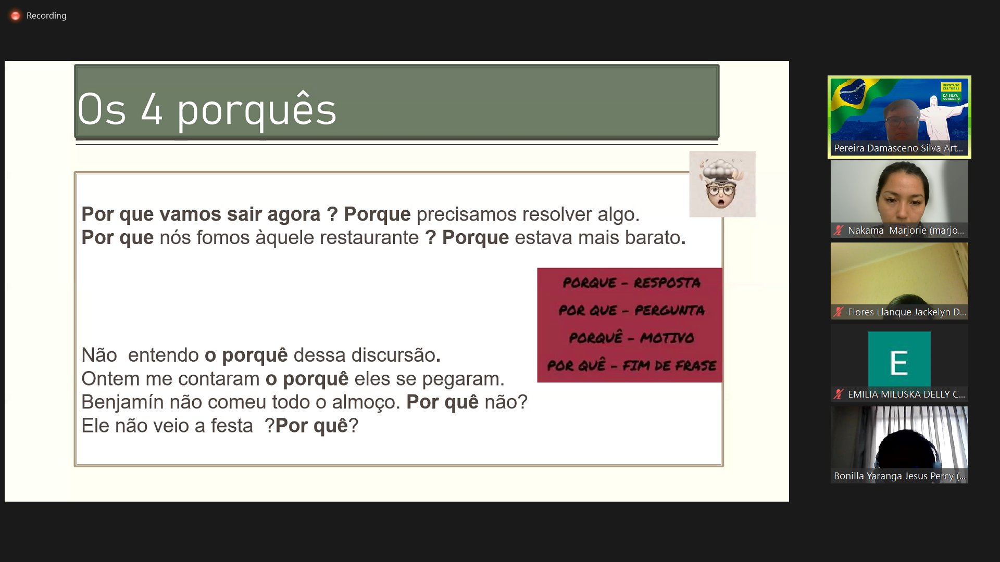 Recording
Os 4 porquês
Por que vamos sair agora ? Porque precisamos resolver algo.
Por que nós fomos àquele restaurante ? Porque estava mais barato.
PORQUE - RESPOSTA
POR QUE - PERGUNTA
PORQUÊ - MOTIVO
POR QUÊ - FIM DE FRASE
Não entendo o porquê dessa discursão.
Ontem me contaram o porquê eles se pegaram.
Benjamín não comeu todo o almoço. Por quê não?
Ele não veio a festa ?Por quê?
INSTITUTO
CULTURAL
DA SILVA
CORDEIRO
Pereira Damasceno Silva Art...
Nakama Marjorie (marjo...
Flores Llanque Jackelyn D...
E
EMILIA MILUSKA DELLY C...
Bonilla Yaranga Jesus Percy (...